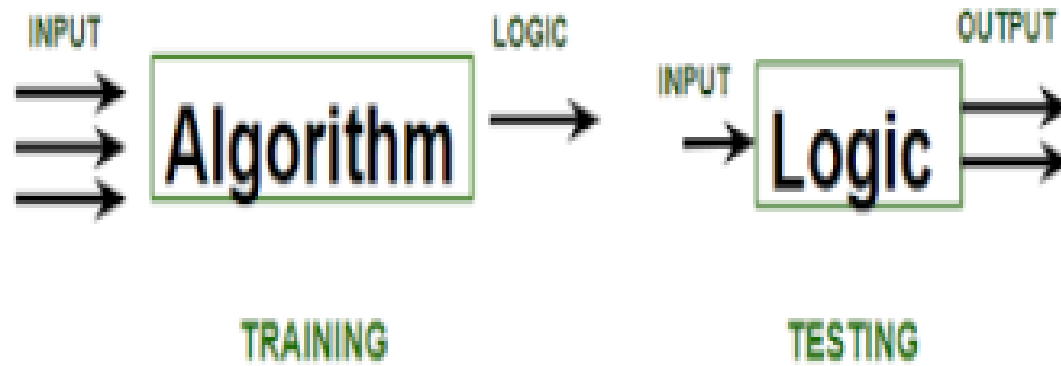 INPUT
LOGIC
OUTPUT
INPUT
Algorithm
Logic
TRAINING
TESTING